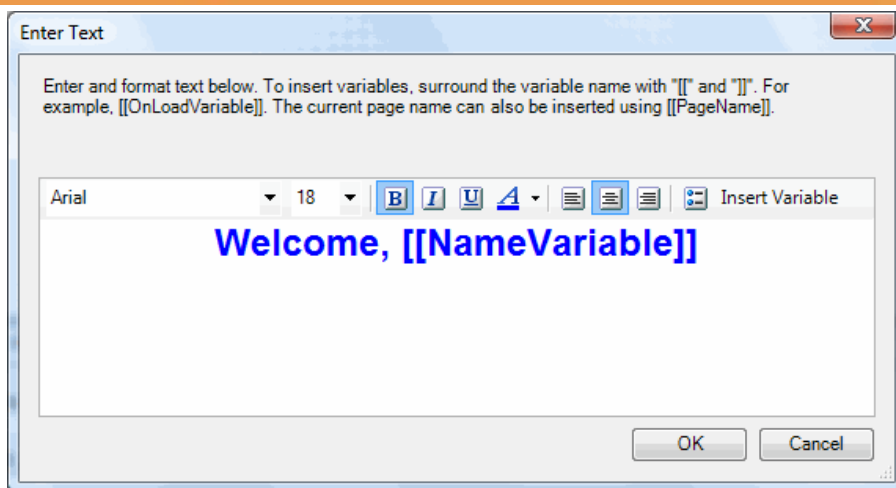 Enter Text
Enter and format text below. To insert variables, surround the variable name with "[[" and "]]". For
example, [[OnLoadVariable]]. The current page name can also be inserted using [[PageName]].
Arial 18 B I U A Insert Variable
Welcome, [[NameVariable]]
OK Cancel